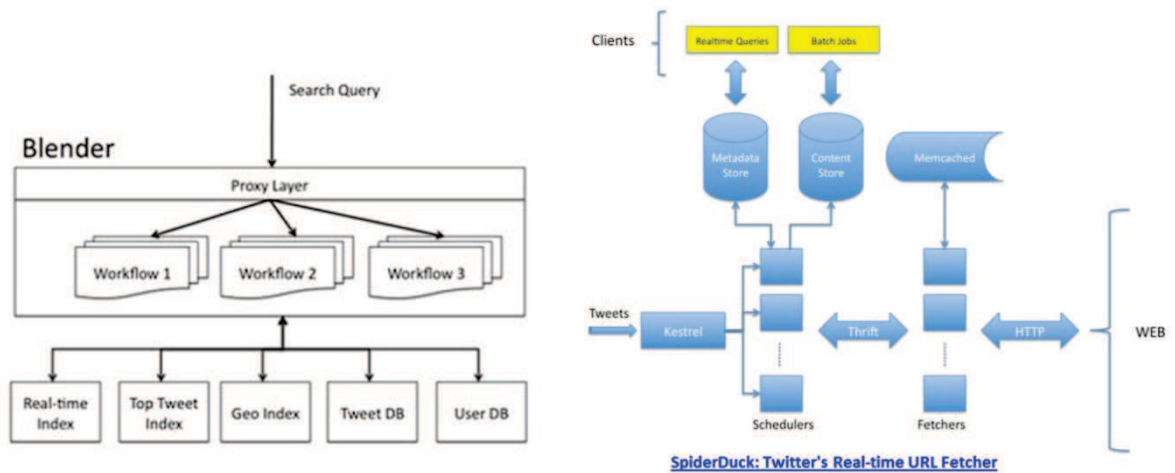 Search Query
Blender
Proxy Layer
Workflow 1
Workflow 2
Workflow 3
Real-time
Index
Top Tweet
Index
Geo Index
Tweet DB
User DB
Clients
Realtime Queries
Batch Jobs
Metadata
Store
Content
Store
Memcached
Tweets
Kestrel
Thrift
HTTP
WEB
Schedulers
Fetchers
SpiderDuck: Twitter's Real-time URL Fetcher